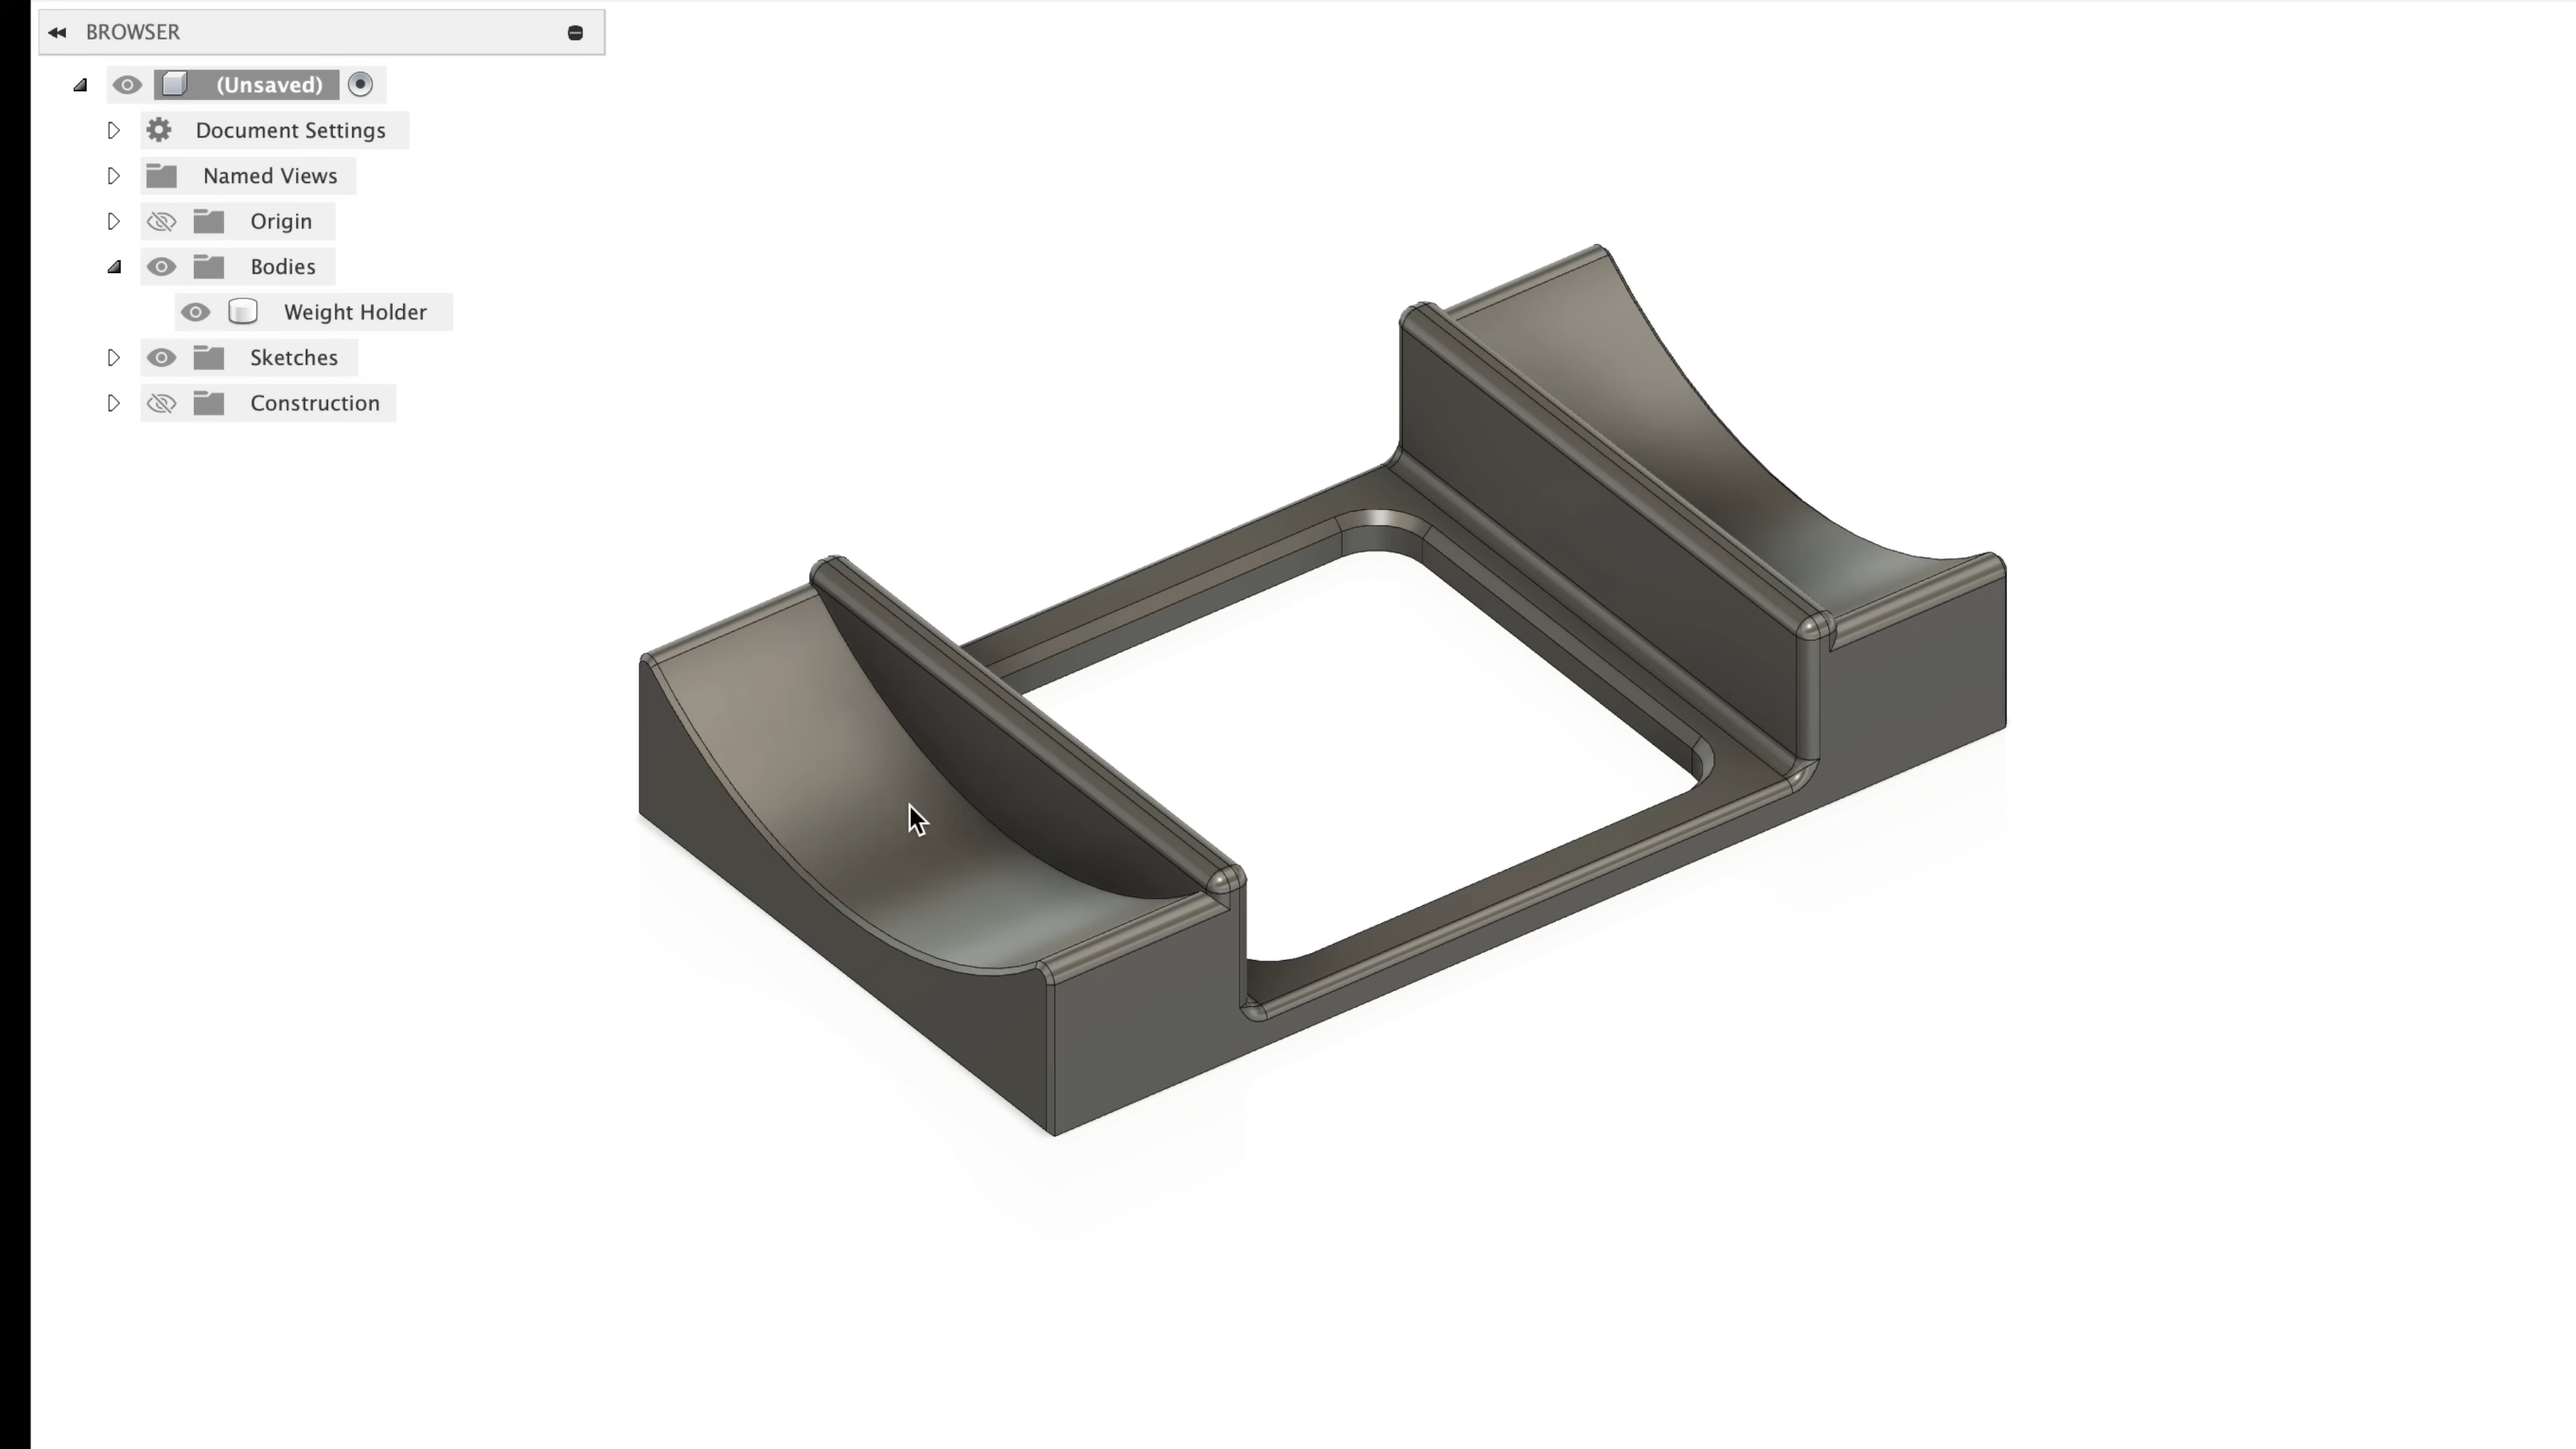 BROWSER
(Unsaved)
Document Settings
Named Views
Origin
Bodies
Weight Holder
Sketches
Construction